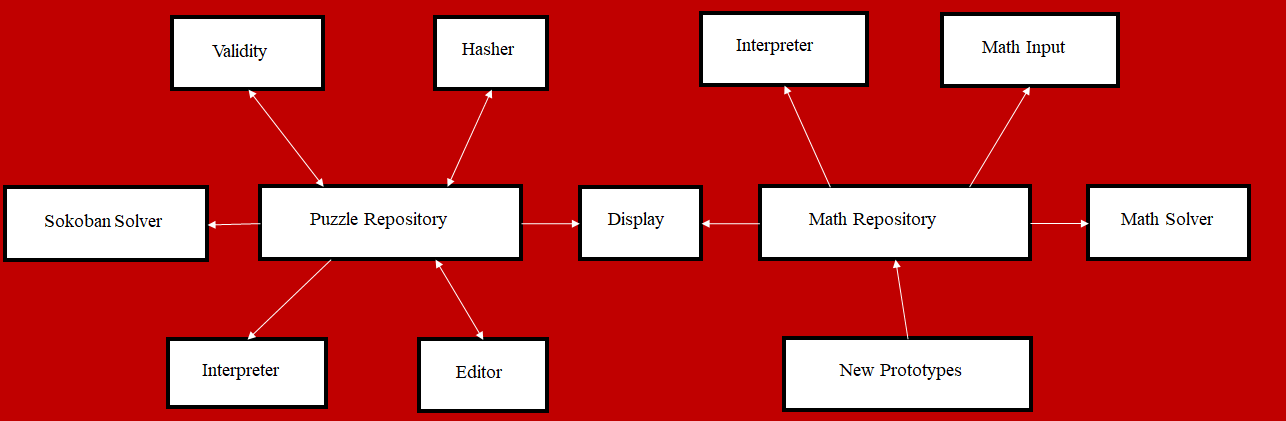 Validity
Hasher
Interpreter
Math Input
Sokoban Solver
Puzzle Repository
Display
Math Repository
Math Solver
Interpreter
Editor
New Prototypes